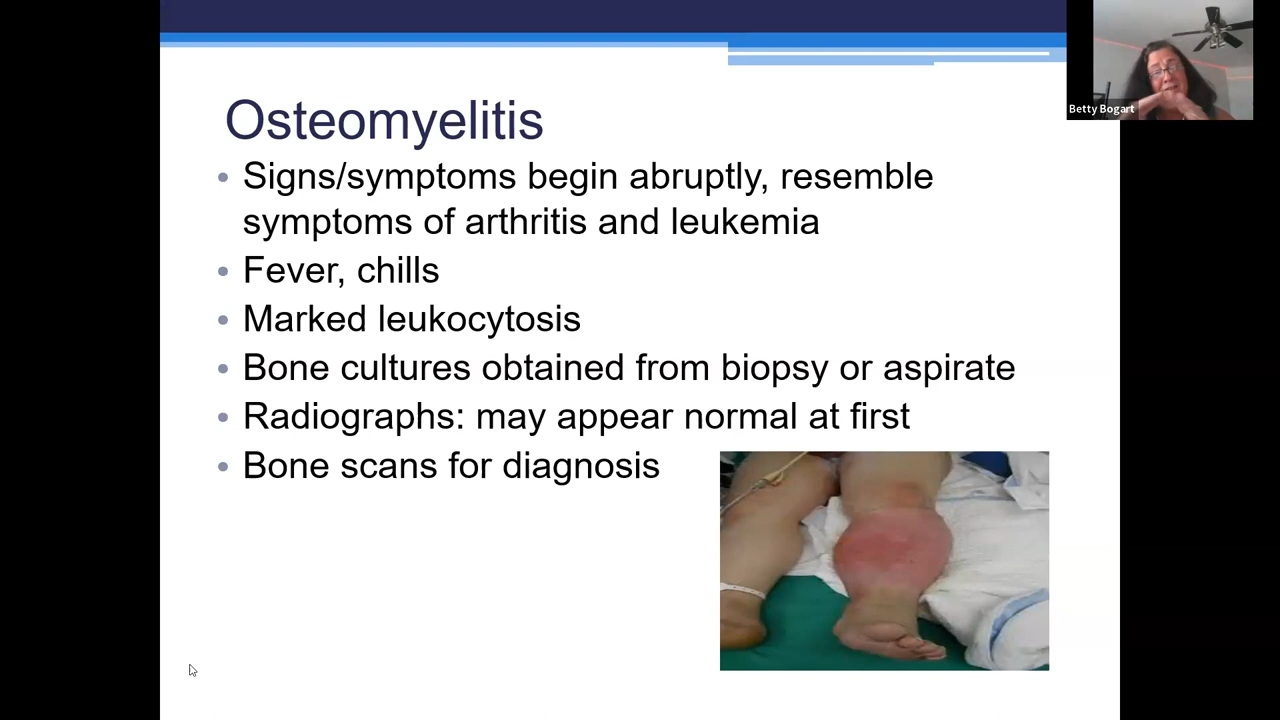 Osteomyelitis
• Signs/symptoms begin abruptly, resemble
symptoms of arthritis and leukemia
• Fever, chills
• Marked leukocytosis
• Bone cultures obtained from biopsy or aspirate
• Radiographs: may appear normal at first
• Bone scans for diagnosis
Betty Bogart